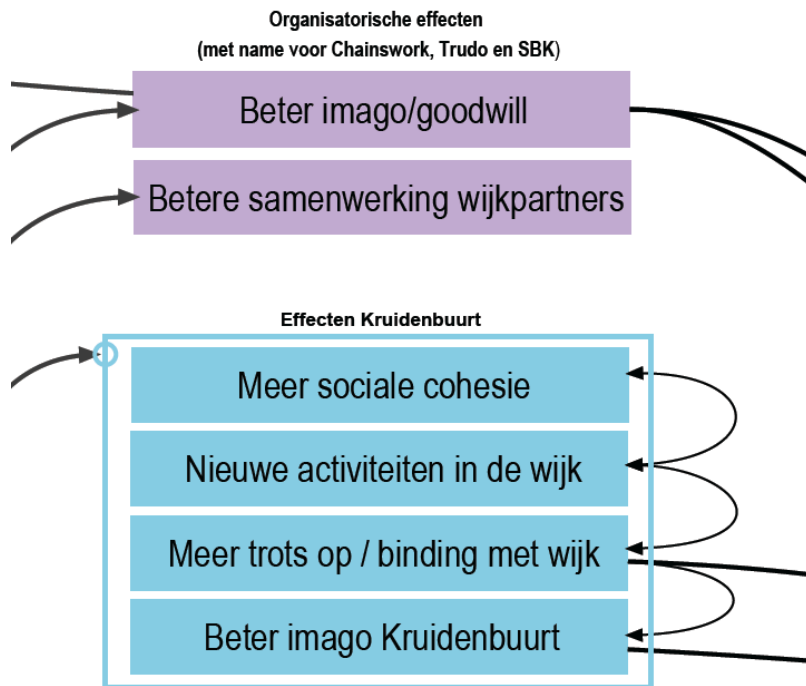 Organisatorische effecten
(met name voor Chainswork, Trudo en SBK)
Beter imago/goodwill
Betere samenwerking wijkpartners
Effecten Kruidenbuurt
Meer sociale cohesie
Nieuwe activiteiten in de wijk
Meer trots op / binding met wijk
Beter imago Kruidenbuurt